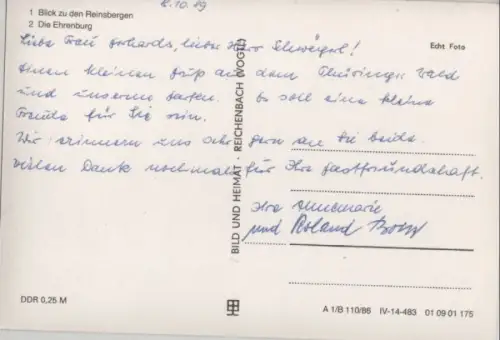 8.10.89
1 Blick zu den Reinsbergen
2 Die Ehrenburg
Echt Foto
Liebe Frau Gerhards, lieber Herr Schweigel!
einen kleinen Gruß aus dem Thüringer Wald
und unserem Garten. Es soll eine kleine
Freude für Sie sein.
Wir erinnern uns sehr gern an Sie beide.
vielen Dank nochmals für Ihre Gastfreundschaft.
Ihre Annemarie
und Roland
BILD UND HEIMAT · REICHENBACH (VOGTL)
DDR 0,25 M
A 1/B 110/86 IV-14-483 01 09 01 175